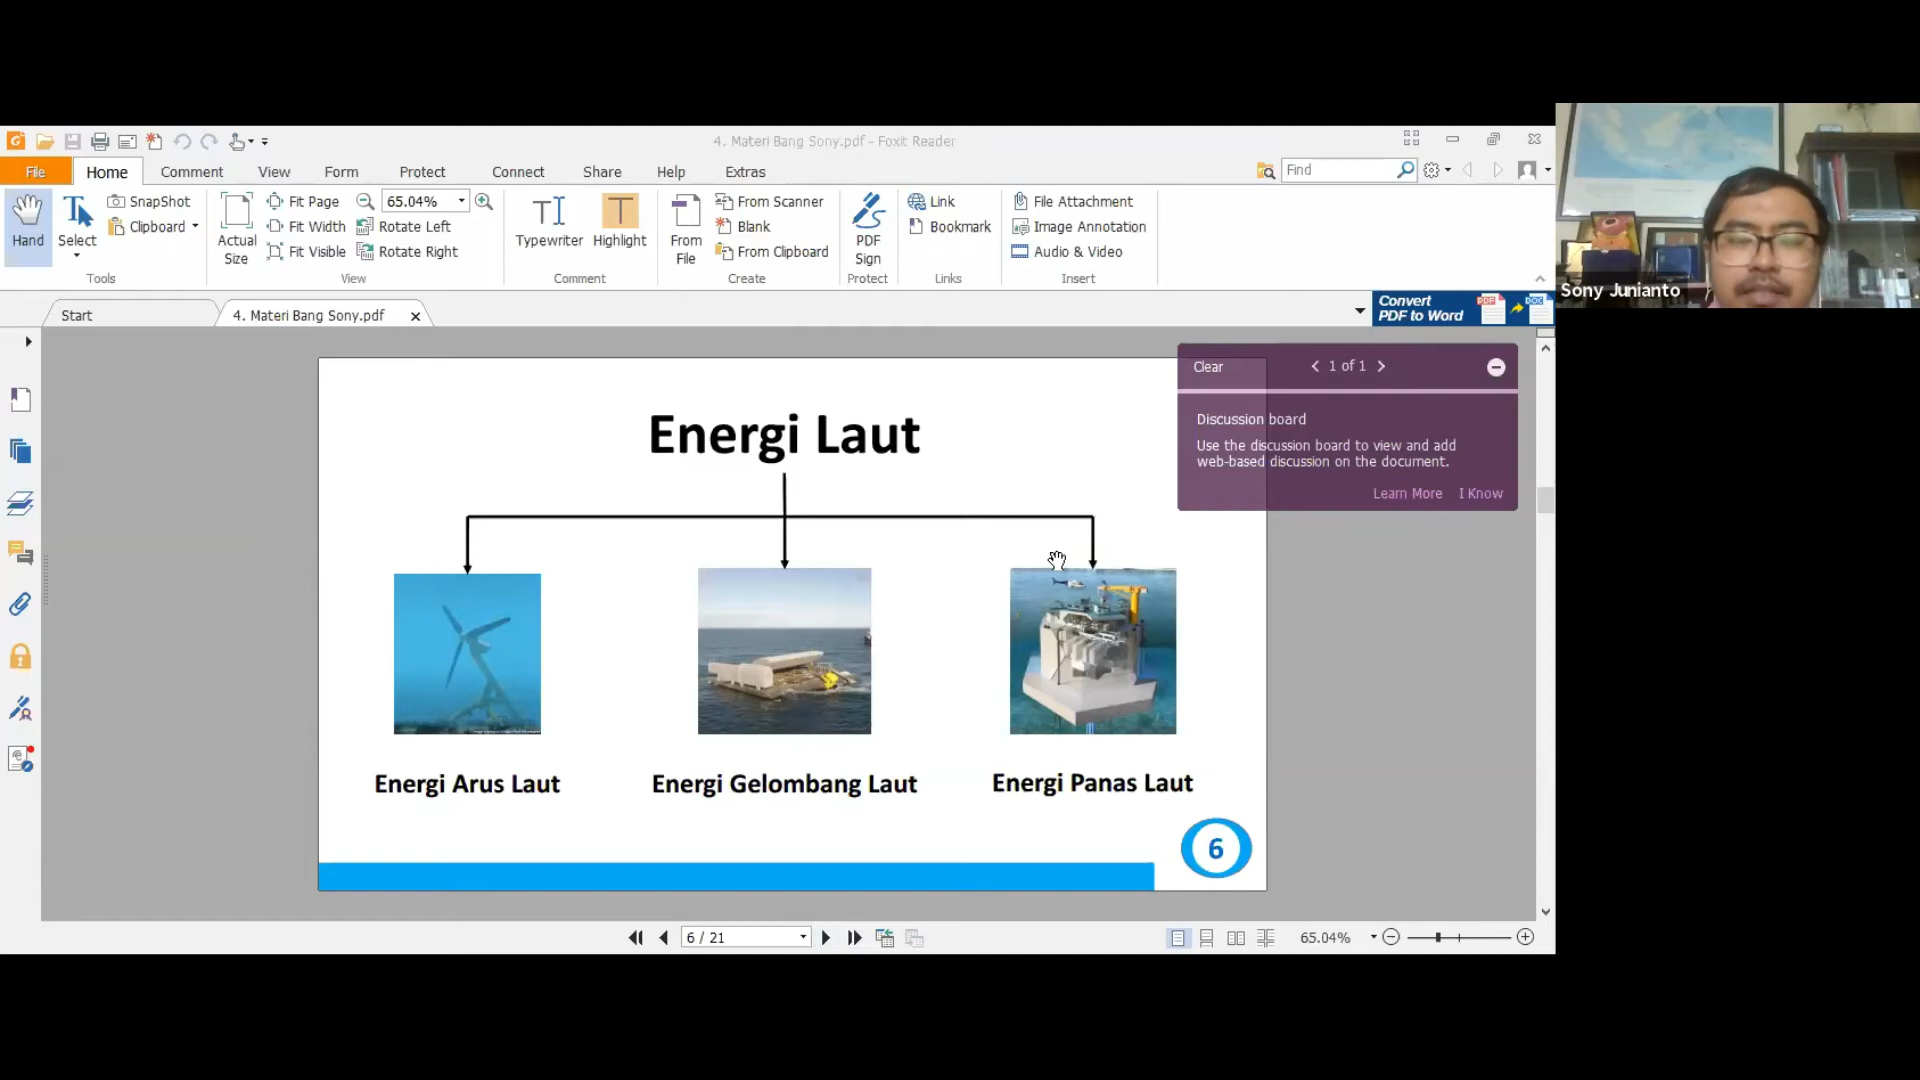 4. Materi Bang Sony.pdf - Foxit Reader
File Home Comment View Form Protect Connect Share Help Extras
Find
Hand
Select
SnapShot
Clipboard
Tools
Actual Size
Fit Page
Fit Width
Fit Visible
65.04%
Rotate Left
Rotate Right
View
Typewriter
Highlight
Comment
From File
From Scanner
Blank
From Clipboard
Create
PDF Sign
Protect
Link
Bookmark
Links
File Attachment
Image Annotation
Audio & Video
Insert
Start
4. Materi Bang Sony.pdf
Convert
PDF to Word
PDF
DOC
Sony Junianto
Clear
1 of 1
Discussion board
Use the discussion board to view and add
web-based discussion on the document.
Learn More I Know
Energi Laut
Energi Arus Laut
Energi Gelombang Laut
Energi Panas Laut
6
6 / 21
65.04%